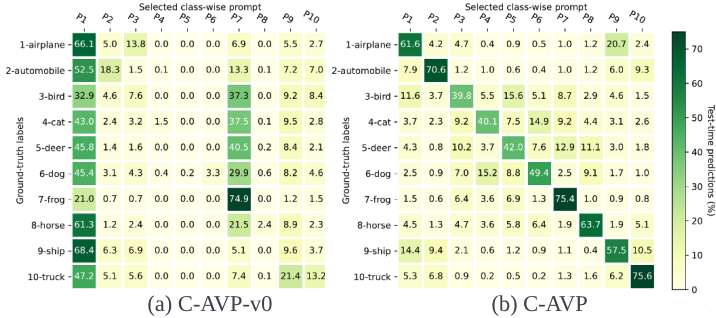 Selected class-wise prompt
P1 P2 P3 P4 P5 P6 P7 P8 P9 P10
Ground-truth labels
1-airplane 66.1 5.0 13.8 0.0 0.0 0.0 6.9 0.0 5.5 2.7
2-automobile 52.5 18.3 1.5 0.1 0.0 0.0 13.3 0.0 7.2 7.0
3-bird 32.9 4.6 7.6 0.0 0.0 0.0 37.3 0.0 9.2 8.4
4-cat 43.0 2.4 3.2 1.5 0.0 0.0 37.5 0.1 9.5 2.8
5-deer 45.8 1.4 1.6 0.0 0.0 0.0 40.5 0.2 8.4 2.1
6-dog 45.4 3.1 4.3 0.4 0.2 3.3 29.9 0.6 8.2 4.6
7-frog 21.0 0.7 0.7 0.0 0.0 0.0 74.9 0.0 1.2 1.5
8-horse 61.3 1.2 2.4 0.0 0.0 0.0 21.5 2.4 8.9 2.3
9-ship 68.4 6.3 6.9 0.0 0.0 0.0 5.1 0.0 9.6 3.7
10-truck 47.2 5.1 5.6 0.0 0.0 0.0 7.4 0.1 21.4 13.2
(a) C-AVP-v0
Selected class-wise prompt
P1 P2 P3 P4 P5 P6 P7 P8 P9 P10
Ground-truth labels
1-airplane 61.6 4.2 4.7 0.4 0.9 0.5 1.0 1.2 20.7 2.4
2-automobile 7.9 70.6 1.2 1.0 0.6 0.4 1.2 1.2 6.0 9.3
3-bird 11.6 3.7 39.8 5.5 15.6 5.1 8.7 2.9 4.6 1.5
4-cat 3.7 2.3 9.2 40.1 7.5 14.9 9.2 4.4 3.1 2.6
5-deer 4.3 0.8 10.2 3.7 42.0 7.6 12.9 11.1 3.0 1.8
6-dog 2.5 0.9 7.0 15.2 8.8 49.4 2.5 9.1 1.7 0.0
7-frog 1.5 0.6 6.4 3.6 6.9 1.3 75.4 0.9 1.2 0.8
8-horse 4.5 1.3 4.7 3.6 5.8 6.4 1.9 63.7 1.9 5.1
9-ship 14.4 9.4 2.1 0.6 1.2 0.9 1.1 0.4 57.5 10.5
10-truck 5.3 6.8 0.9 0.2 0.5 0.2 1.3 1.6 6.2 75.6
(b) C-AVP
70
60
50
40
30
20
10
0
Test-time predictions (%)